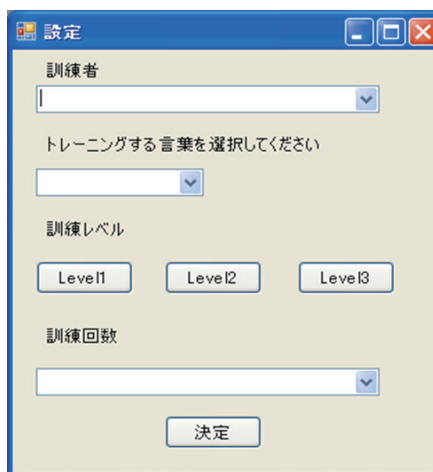 設定
訓練者
トレーニングする言葉を選択してください
訓練レベル
Level1 Level2 Level3
訓練回数
決定